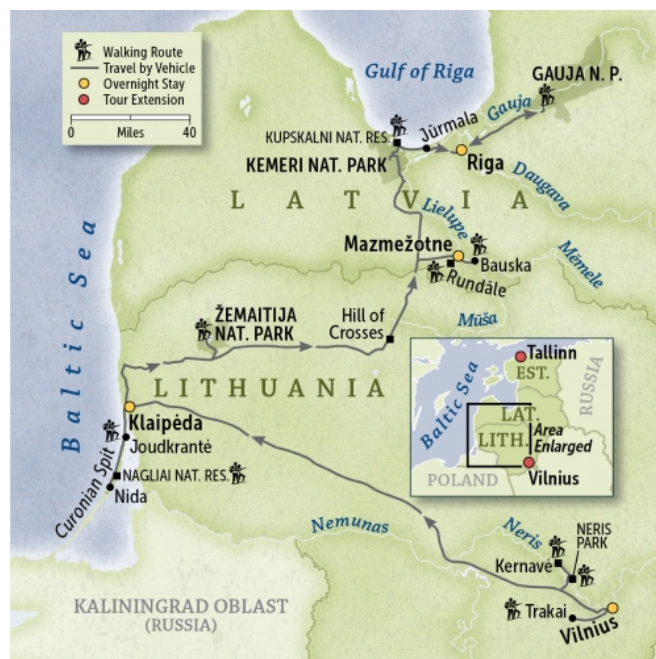 Walking Route
Travel by Vehicle
Overnight Stay
Tour Extension
0 Miles 40
Gulf of Riga
GAUJA N. P.
Gauja
KUPSKALNI NAT. RES.
Jūrmala
KEMERI NAT. PARK
Riga
Daugava
LATVIA
Lielupe
Mazmežotne
Bauska
Rundāle
Mēmele
Baltic Sea
ŽEMAITIJA
NAT. PARK
Hill of
Crosses
Mūša
LITHUANIA
Tallinn
EST.
RUSSIA
Baltic Sea
LAT.
LITH.
Area
Enlarged
Vilnius
POLAND
Klaipėda
Joudkrantė
Curonian Spit
NAGLIAI NAT. RES.
Nida
Nemunas
Neris
NERIS
PARK
Kernavė
KALININGRAD OBLAST
(RUSSIA)
Trakai
Vilnius